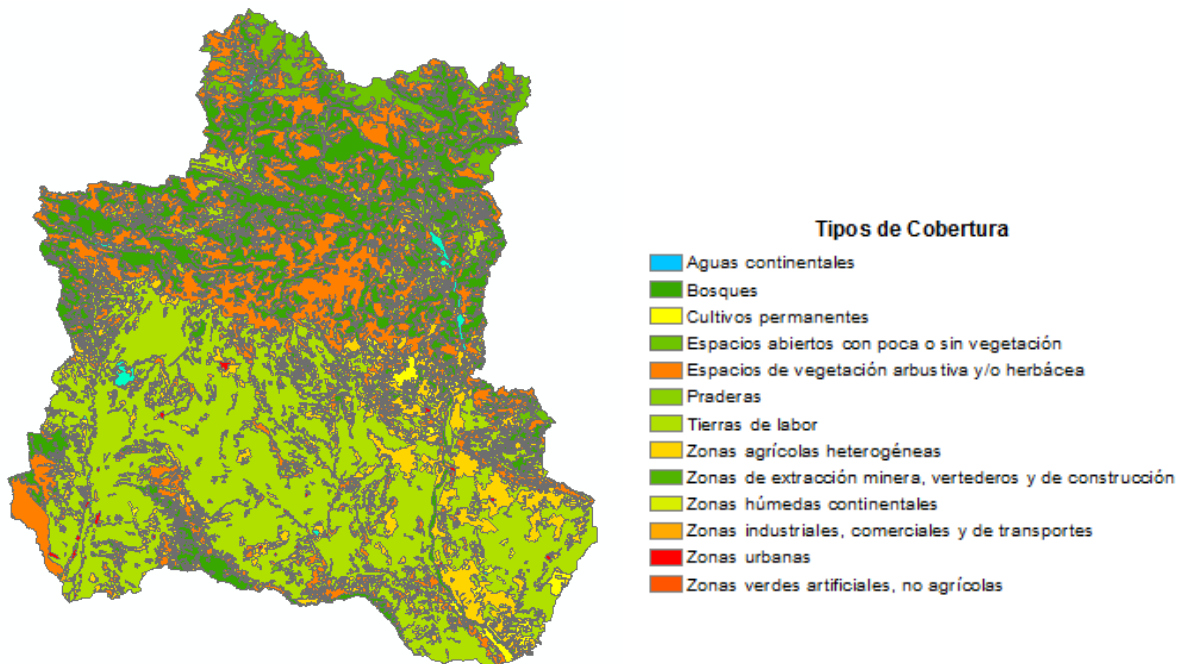 Tipos de Cobertura
Aguas continentales
Bosques
Cultivos permanentes
Espacios abiertos con poca o sin vegetación
Espacios de vegetación arbustiva y/o herbácea
Praderas
Tierras de labor
Zonas agrícolas heterogéneas
Zonas de extracción minera, vertederos y de construcción
Zonas húmedas continentales
Zonas industriales, comerciales y de transportes
Zonas urbanas
Zonas verdes artificiales, no agrícolas